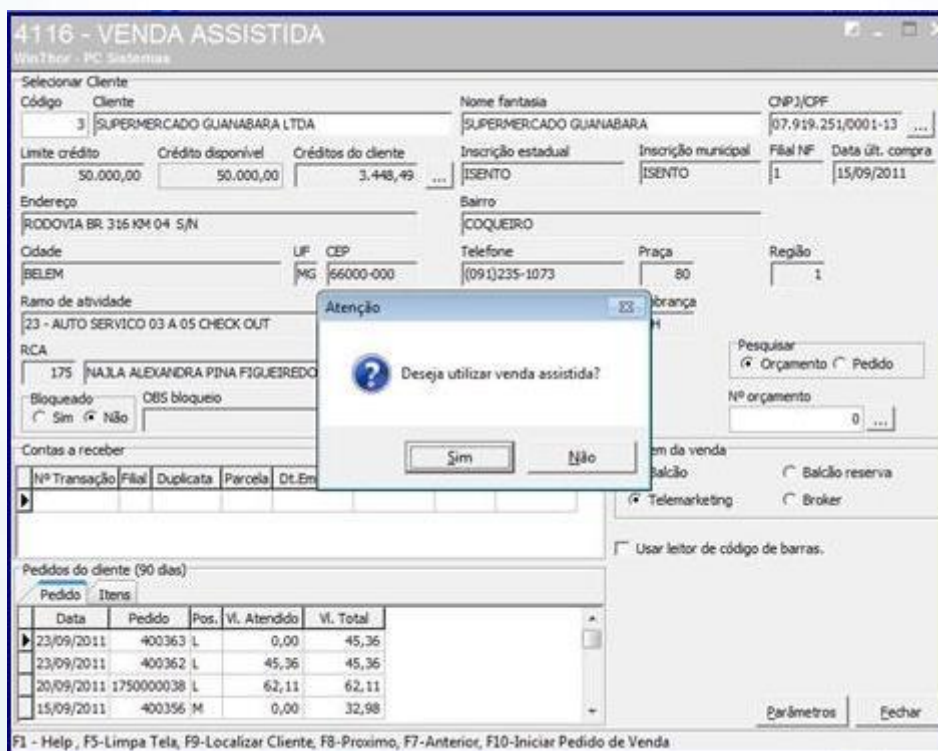 4116 - VENDA ASSISTIDA
WinThor - PC Sistemas
Selecionar Cliente
Código Cliente Nome fantasia CNPJ/CPF
3 SUPERMERCADO GUANABARA LTDA SUPERMERCADO GUANABARA 07.919.251/0001-13 ...
Limite crédito Crédito disponível Créditos do cliente Inscrição estadual Inscrição municipal Filial NF Data últ. compra
50.000,00 50.000,00 3.448,49 ... ISENTO ISENTO 1 15/09/2011
Endereço Bairro
RODOVIA BR 316 KM 04 S/N COQUEIRO
Cidade UF CEP Telefone Praça Região
BELEM MG 66000-000 (091)235-1073 80 1
Ramo de atividade Atenção brança
23 - AUTO SERVICO 03 A 05 CHECK OUT H
RCA Pesquisar
175 NAJLA ALEXANDRA PINA FIGUEIREDO Deseja utilizar venda assistida? Orçamento Pedido
Bloqueado OBS bloqueio Nº orçamento
Sim Não 0 ...
Contas a receber Sim Não em da venda
Nº Transação Filial Duplicata Parcela Dt.Em Balcão Balcão reserva
Telemarketing Broker
Usar leitor de código de barras.
Pedidos do cliente (90 dias)
Pedido Itens
Data Pedido Pos. Vl. Atendido Vl. Total
23/09/2011 400363 L 0,00 45,36
23/09/2011 400362 L 45,36 45,36
20/09/2011 1750000038 L 62,11 62,11
15/09/2011 400356 M 0,00 32,98
Parâmetros Fechar
F1 - Help , F5-Limpa Tela, F9-Localizar Cliente, F8-Proximo, F7-Anterior, F10-Iniciar Pedido de Venda